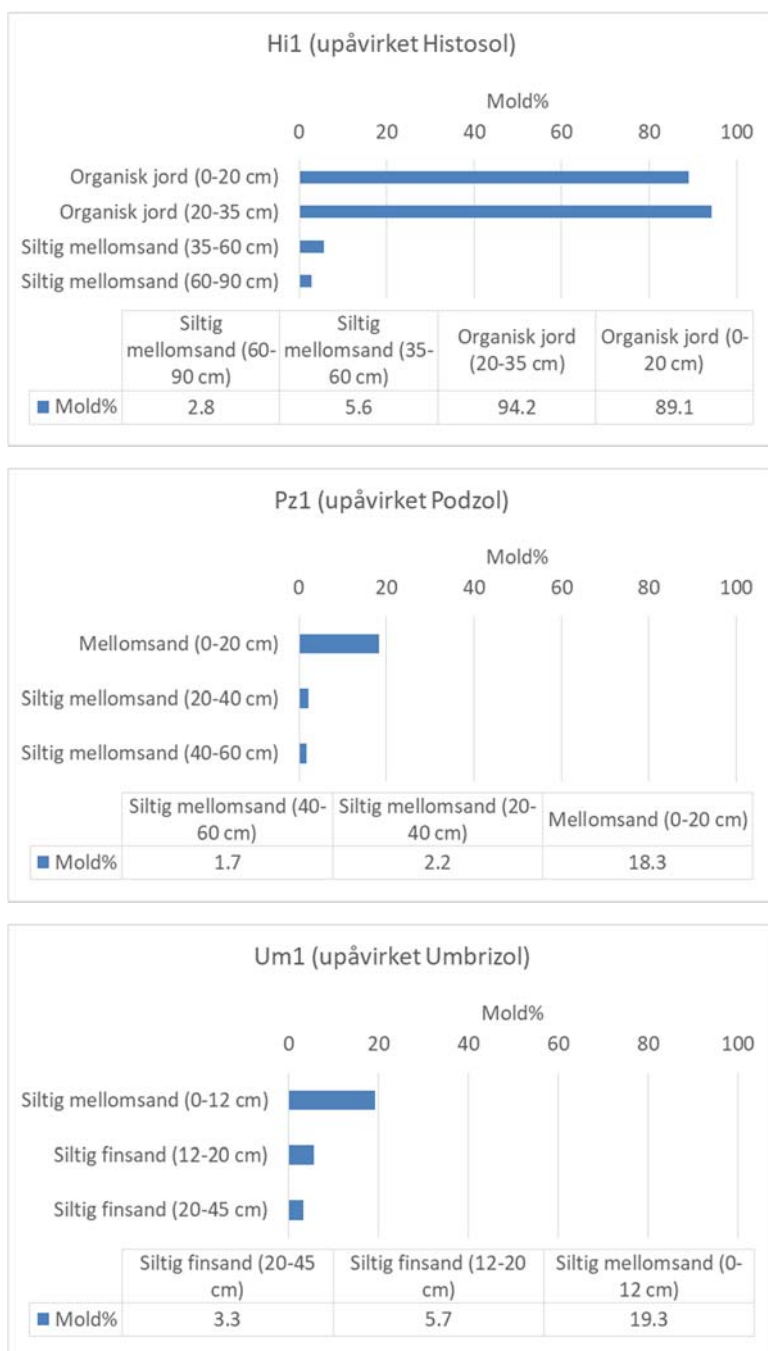 Hi1 (upåvirket Histosol)
Mold%
0 20 40 60 80 100
Organisk jord (0-20 cm)
Organisk jord (20-35 cm)
Siltig mellomsand (35-60 cm)
Siltig mellomsand (60-90 cm)
Siltig mellomsand (60-90 cm) Siltig mellomsand (35-60 cm) Organisk jord (20-35 cm) Organisk jord (0-20 cm)
Mold% 2.8 5.6 94.2 89.1
Pz1 (upåvirket Podzol)
Mold%
0 20 40 60 80 100
Mellomsand (0-20 cm)
Siltig mellomsand (20-40 cm)
Siltig mellomsand (40-60 cm)
Siltig mellomsand (40-60 cm) Siltig mellomsand (20-40 cm) Mellomsand (0-20 cm)
Mold% 1.7 2.2 18.3
Um1 (upåvirket Umbrizol)
Mold%
0 20 40 60 80 100
Siltig mellomsand (0-12 cm)
Siltig finsand (12-20 cm)
Siltig finsand (20-45 cm)
Siltig finsand (20-45 cm) Siltig finsand (12-20 cm) Siltig mellomsand (0-12 cm)
Mold% 3.3 5.7 19.3